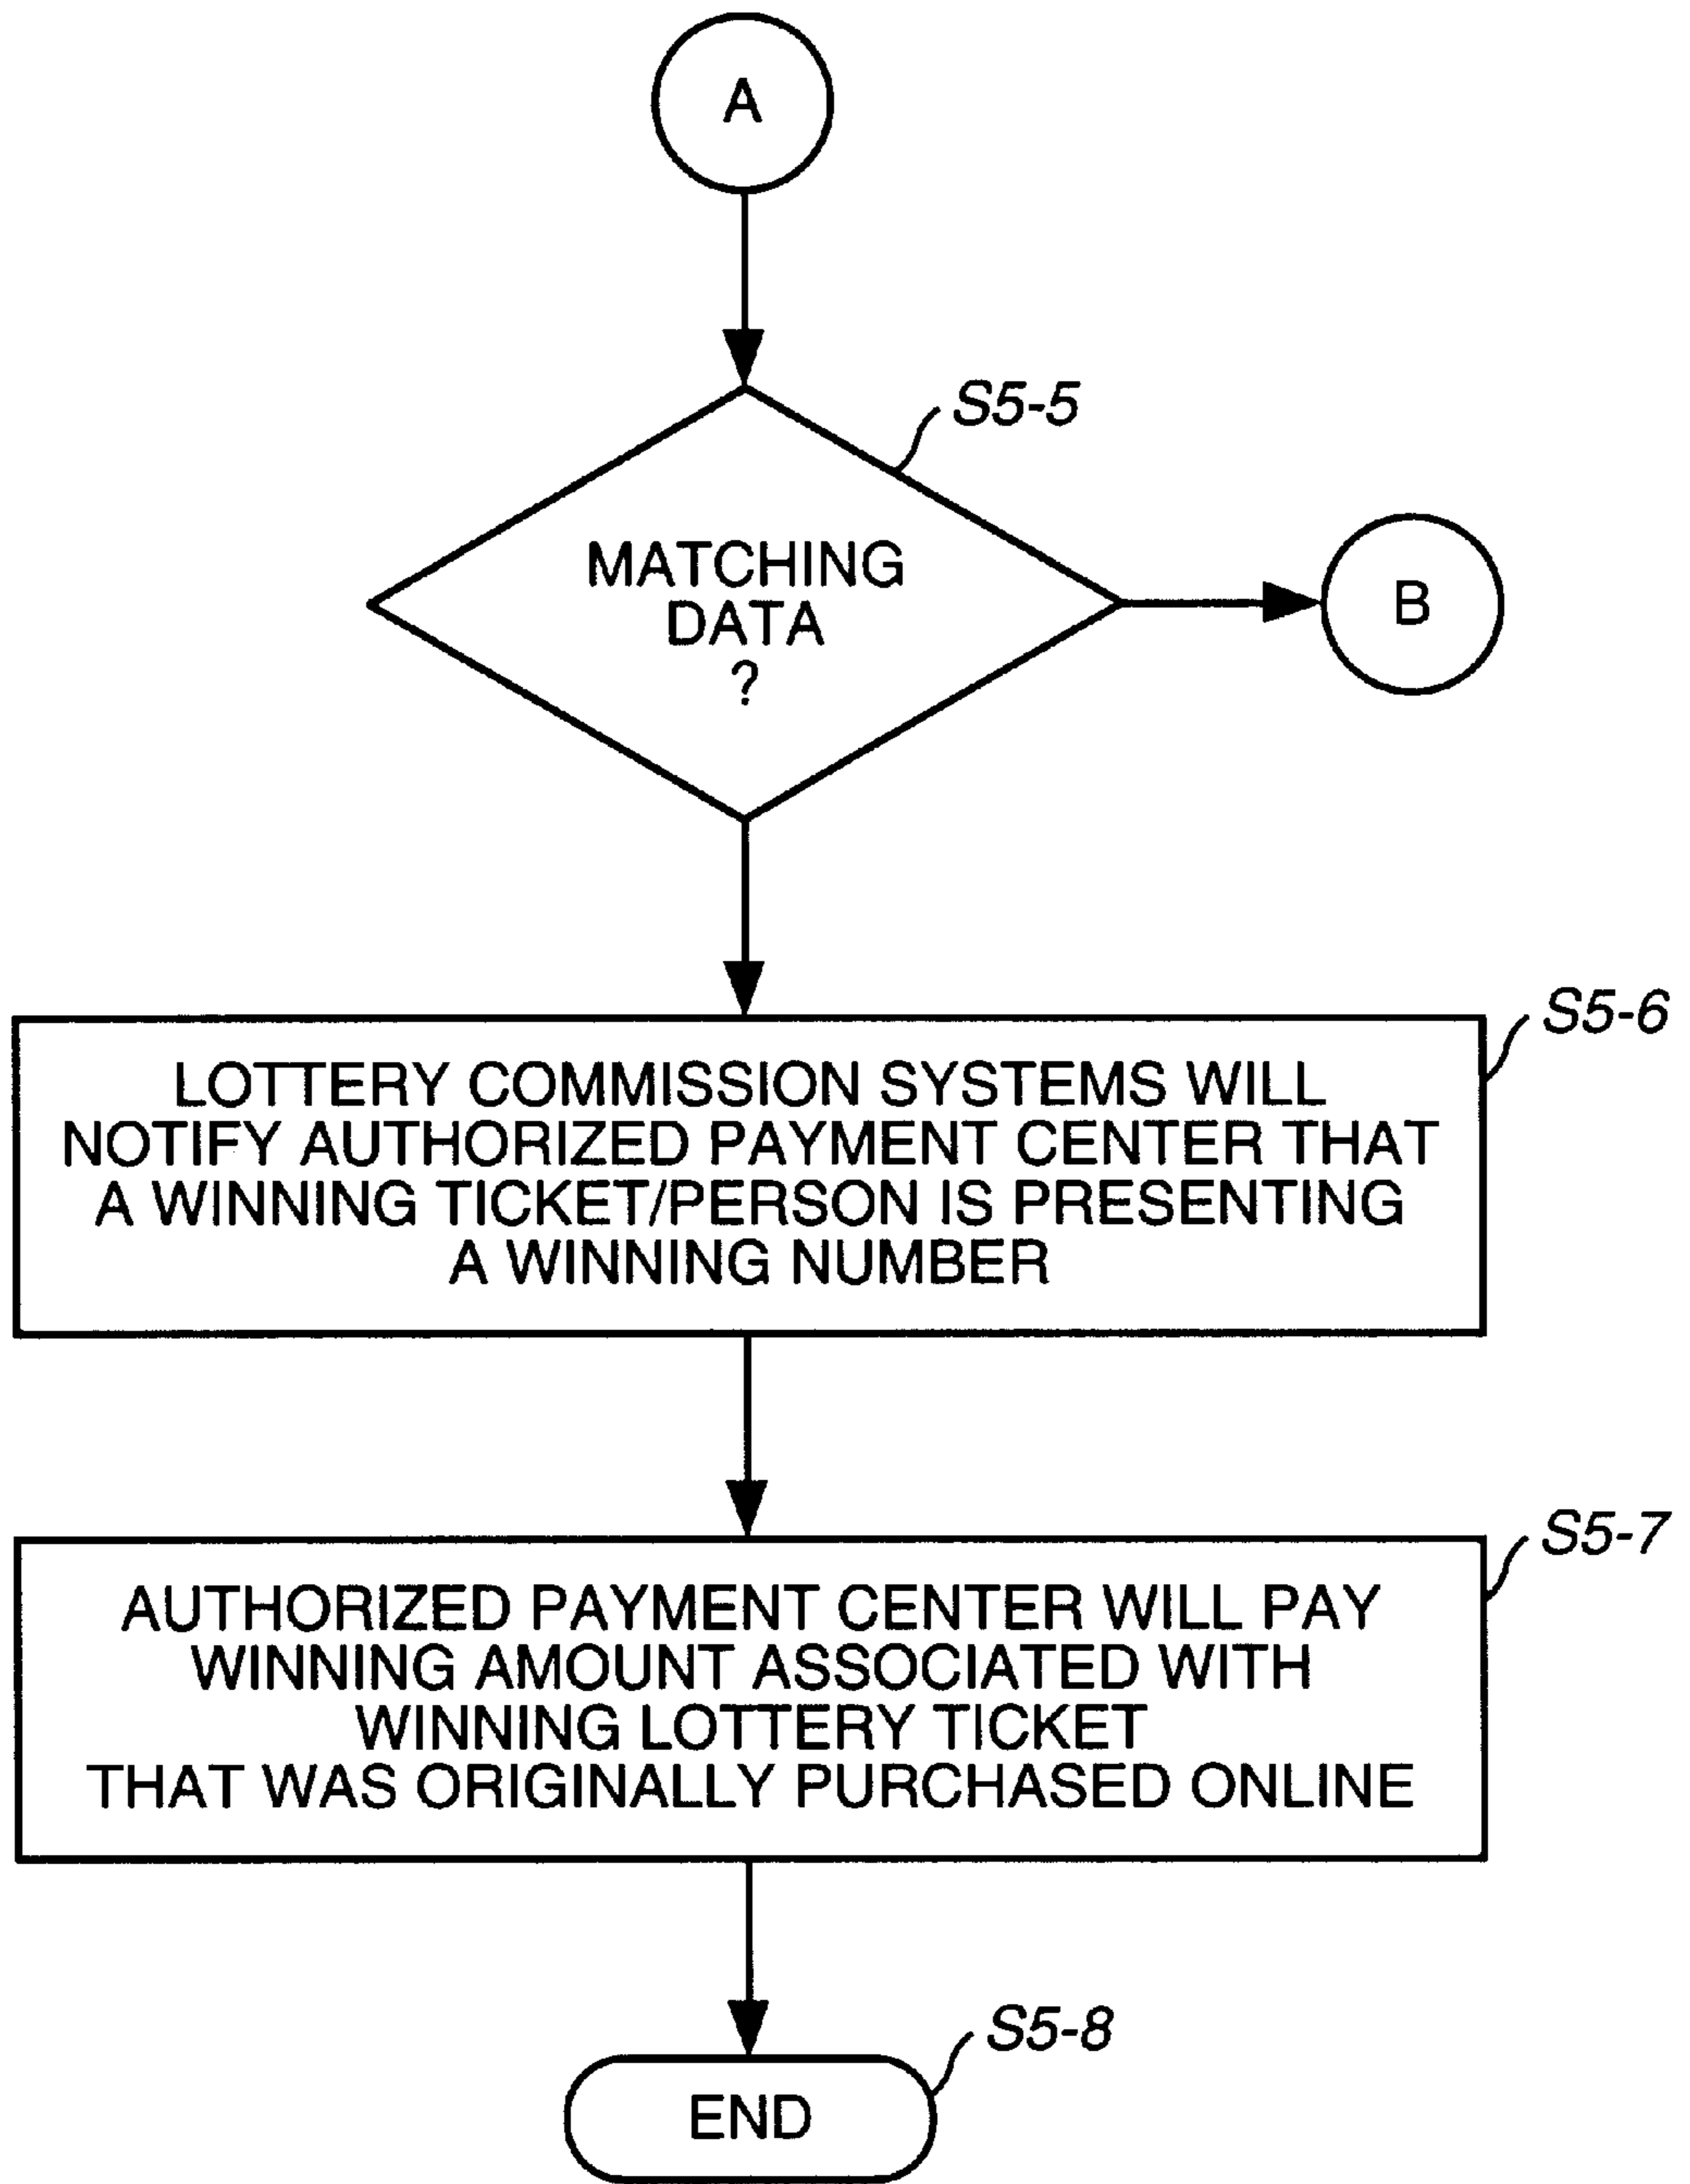 A
S5-5
MATCHING
DATA
?
B
S5-6
LOTTERY COMMISSION SYSTEMS WILL
NOTIFY AUTHORIZED PAYMENT CENTER THAT
A WINNING TICKET/PERSON IS PRESENTING
A WINNING NUMBER
S5-7
AUTHORIZED PAYMENT CENTER WILL PAY
WINNING AMOUNT ASSOCIATED WITH
WINNING LOTTERY TICKET
THAT WAS ORIGINALLY PURCHASED ONLINE
S5-8
END